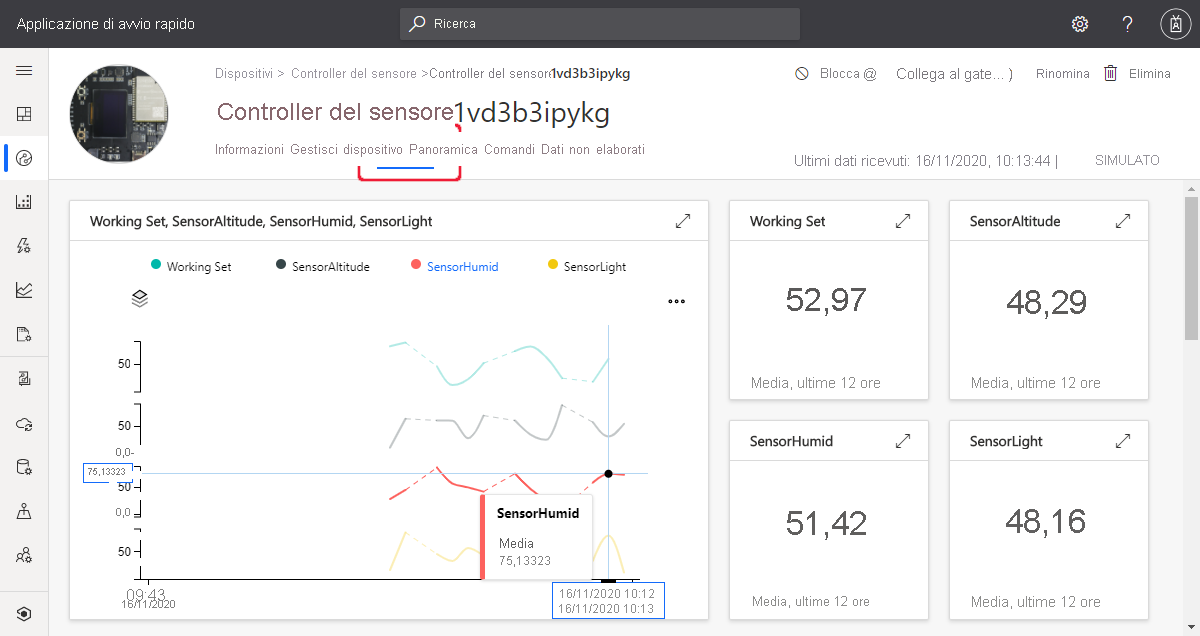 Applicazione di avvio rapido
Ricerca
?
Dispositivi > Controller del sensore >Controller del sensor1vd3b3ipykg
Blocca @ Collega al gate... ) Rinomina Elimina
Controller del sensore1vd3b3ipykg
Informazioni Gestisci dispositivo Panoramica Comandi Dati non elaborati
Ultimi dati ricevuti: 16/11/2020, 10:13:44 | SIMULATO
Working Set, SensorAltitude, SensorHumid, SensorLight
Working Set SensorAltitude SensorHumid SensorLight
50
50
0,0-
75,13323
50
0,0
50
SensorHumid
Media
75,13323
09:43
16/11/2020
16/11/2020 10:12
16/11/2020 10:13
Working Set
52,97
Media, ultime 12 ore
SensorAltitude
48,29
Media, ultime 12 ore
SensorHumid
51,42
Media, ultime 12 ore
SensorLight
48,16
Media, ultime 12 ore